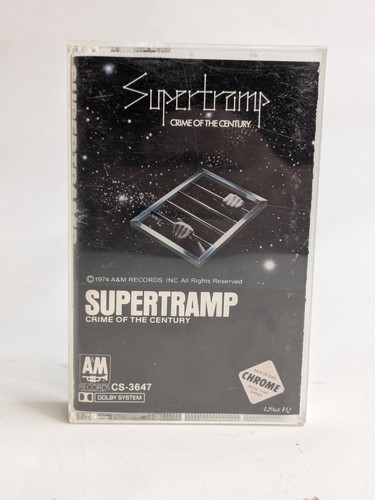 Supertramp
CRIME OF THE CENTURY
©1974 A&M RECORDS, INC All Rights Reserved
SUPERTRAMP
CRIME OF THE CENTURY
A&M
RECORDS CS-3647
DOLBY SYSTEM
CHROME